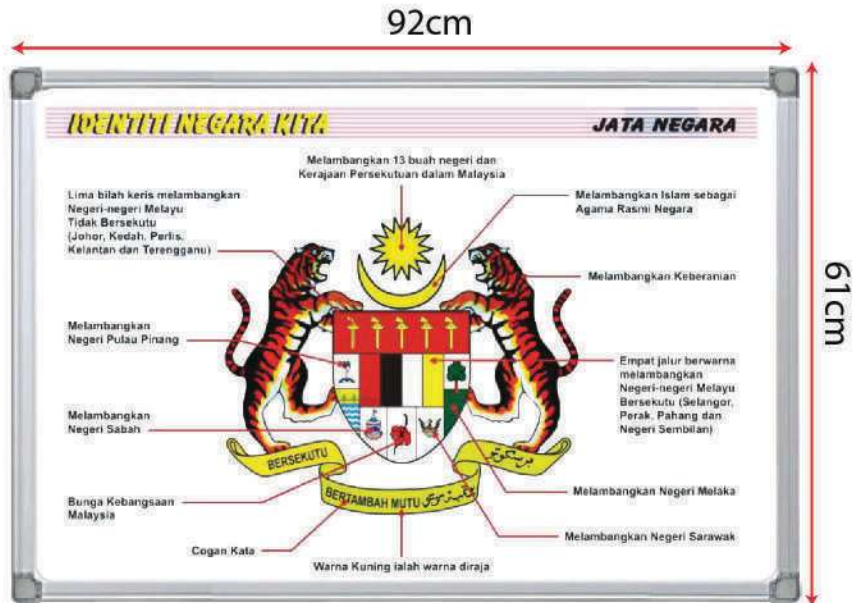 92cm
61cm
IDENTITI NEGARA KITA
JATA NEGARA
Melambangkan 13 buah negeri dan
Kerajaan Persekutuan dalam Malaysia
Lima bilah keris melambangkan
Negeri-negeri Melayu
Tidak Bersekutu
(Johor, Kedah, Perlis,
Kelantan dan Terengganu)
Melambangkan Islam sebagai
Agama Rasmi Negara
Melambangkan Keberanian
Melambangkan
Negeri Pulau Pinang
Empat jalur berwarna
melambangkan
Negeri-negeri Melayu
Bersekutu (Selangor,
Perak, Pahang dan
Negeri Sembilan)
Melambangkan
Negeri Sabah
BERSEKUTU
برسكوتو
BERTAMBAH MUTU
Bunga Kebangsaan
Malaysia
Melambangkan Negeri Melaka
Cogan Kata
Melambangkan Negeri Sarawak
Warna Kuning ialah warna diraja